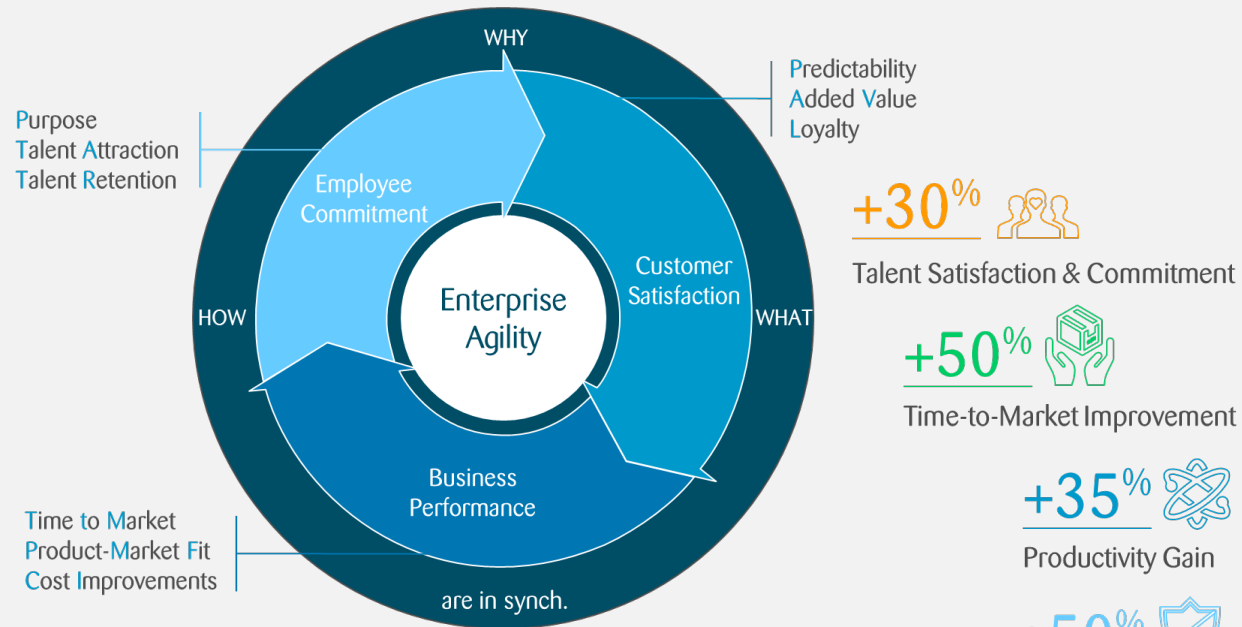 WHY
Predictability
Added Value
Loyalty
Purpose
Talent Attraction
Talent Retention
Employee
Commitment
+30%
Talent Satisfaction & Commitment
Customer
Satisfaction
Enterprise
Agility
HOW
WHAT
+50%
Time-to-Market Improvement
Business
Performance
+35%
Productivity Gain
Time to Market
Product-Market Fit
Cost Improvements
are in synch.